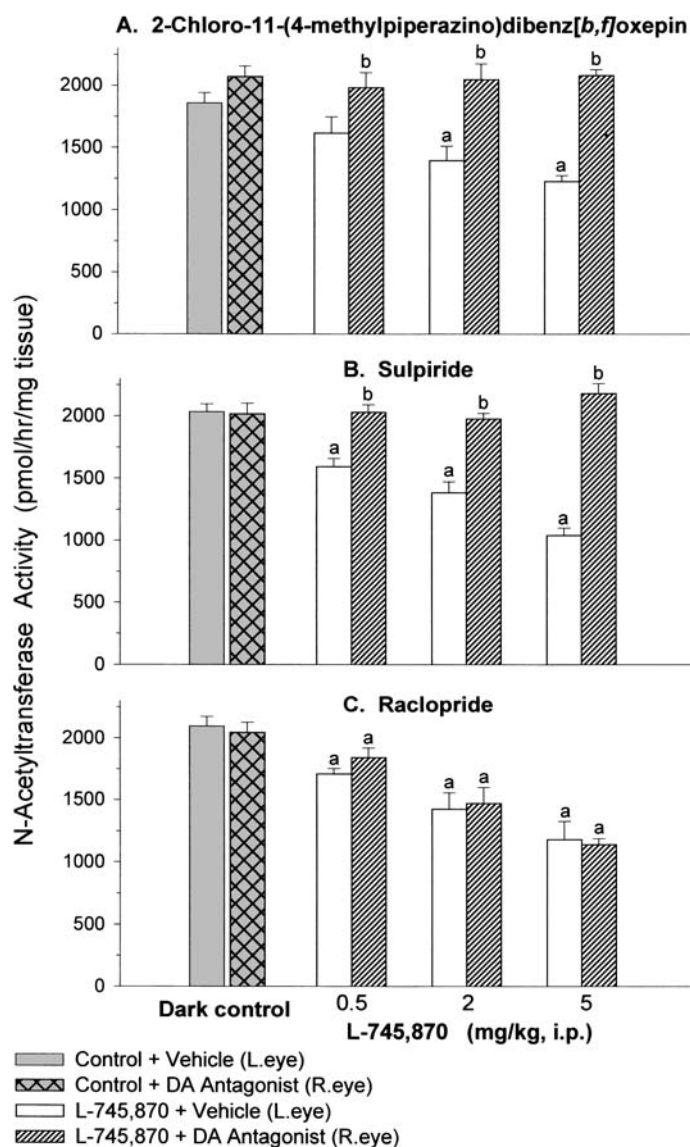 A. 2-Chloro-11-(4-methylpiperazino)dibenz[b,f]oxepin
2000
1500
1000
500
0
b
b
b
a
a
B. Sulpiride
2000
1500
1000
500
0
a
b
a
b
a
b
C. Raclopride
2000
1500
1000
500
0
a
a
a
a
a
a
N-Acetyltransferase Activity (pmol/hr/mg tissue)
Dark control 0.5 2 5
L-745,870 (mg/kg, i.p.)
Control + Vehicle (L.eye)
Control + DA Antagonist (R.eye)
L-745,870 + Vehicle (L.eye)
L-745,870 + DA Antagonist (R.eye)